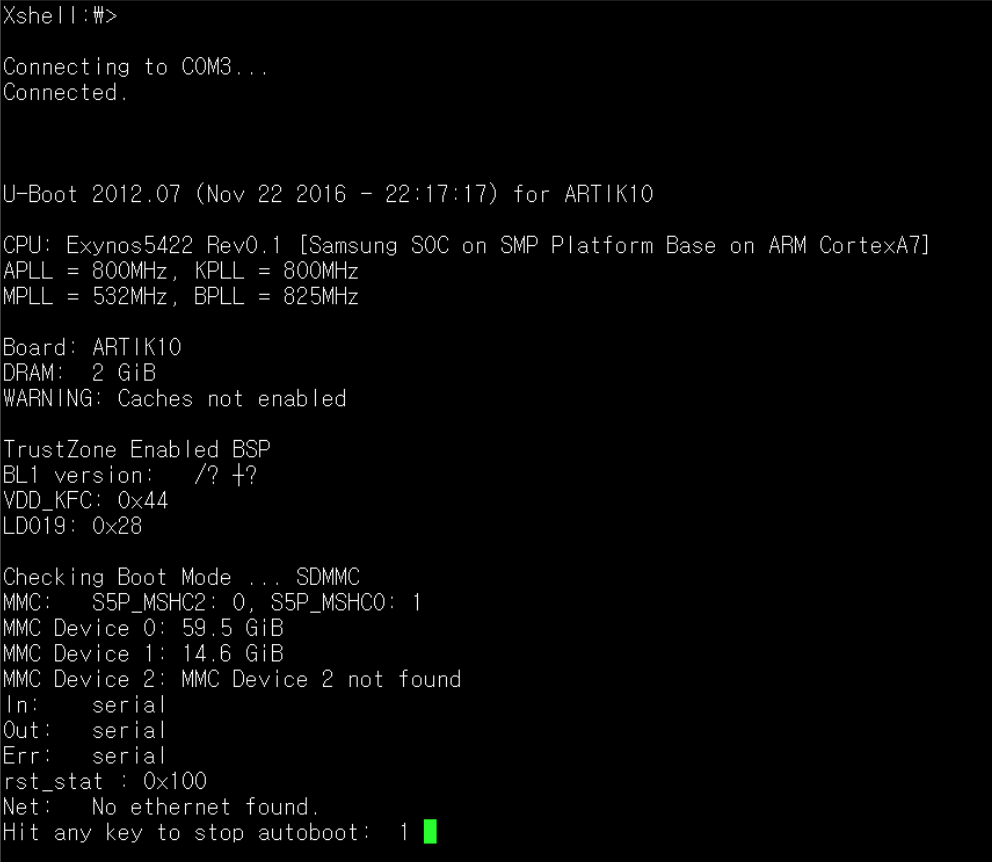 Xshell:₩>
Connecting to COM3...
Connected.
U-Boot 2012.07 (Nov 22 2016 - 22:17:17) for ARTIK10
CPU: Exynos5422 Rev0.1 [Samsung SOC on SMP Platform Base on ARM CortexA7]
APLL = 800MHz, KPLL = 800MHz
MPLL = 532MHz, BPLL = 825MHz
Board: ARTIK10
DRAM:  2 GiB
WARNING: Caches not enabled
TrustZone Enabled BSP
BL1 version:   /? ┼?
VDD_KFC: 0x44
LDO19: 0x28
Checking Boot Mode ... SDMMC
MMC:   S5P_MSHC2: 0, S5P_MSHC0: 1
MMC Device 0: 59.5 GiB
MMC Device 1: 14.6 GiB
MMC Device 2: MMC Device 2 not found
In:    serial
Out:   serial
Err:   serial
rst_stat : 0x100
Net:   No ethernet found.
Hit any key to stop autoboot:  1